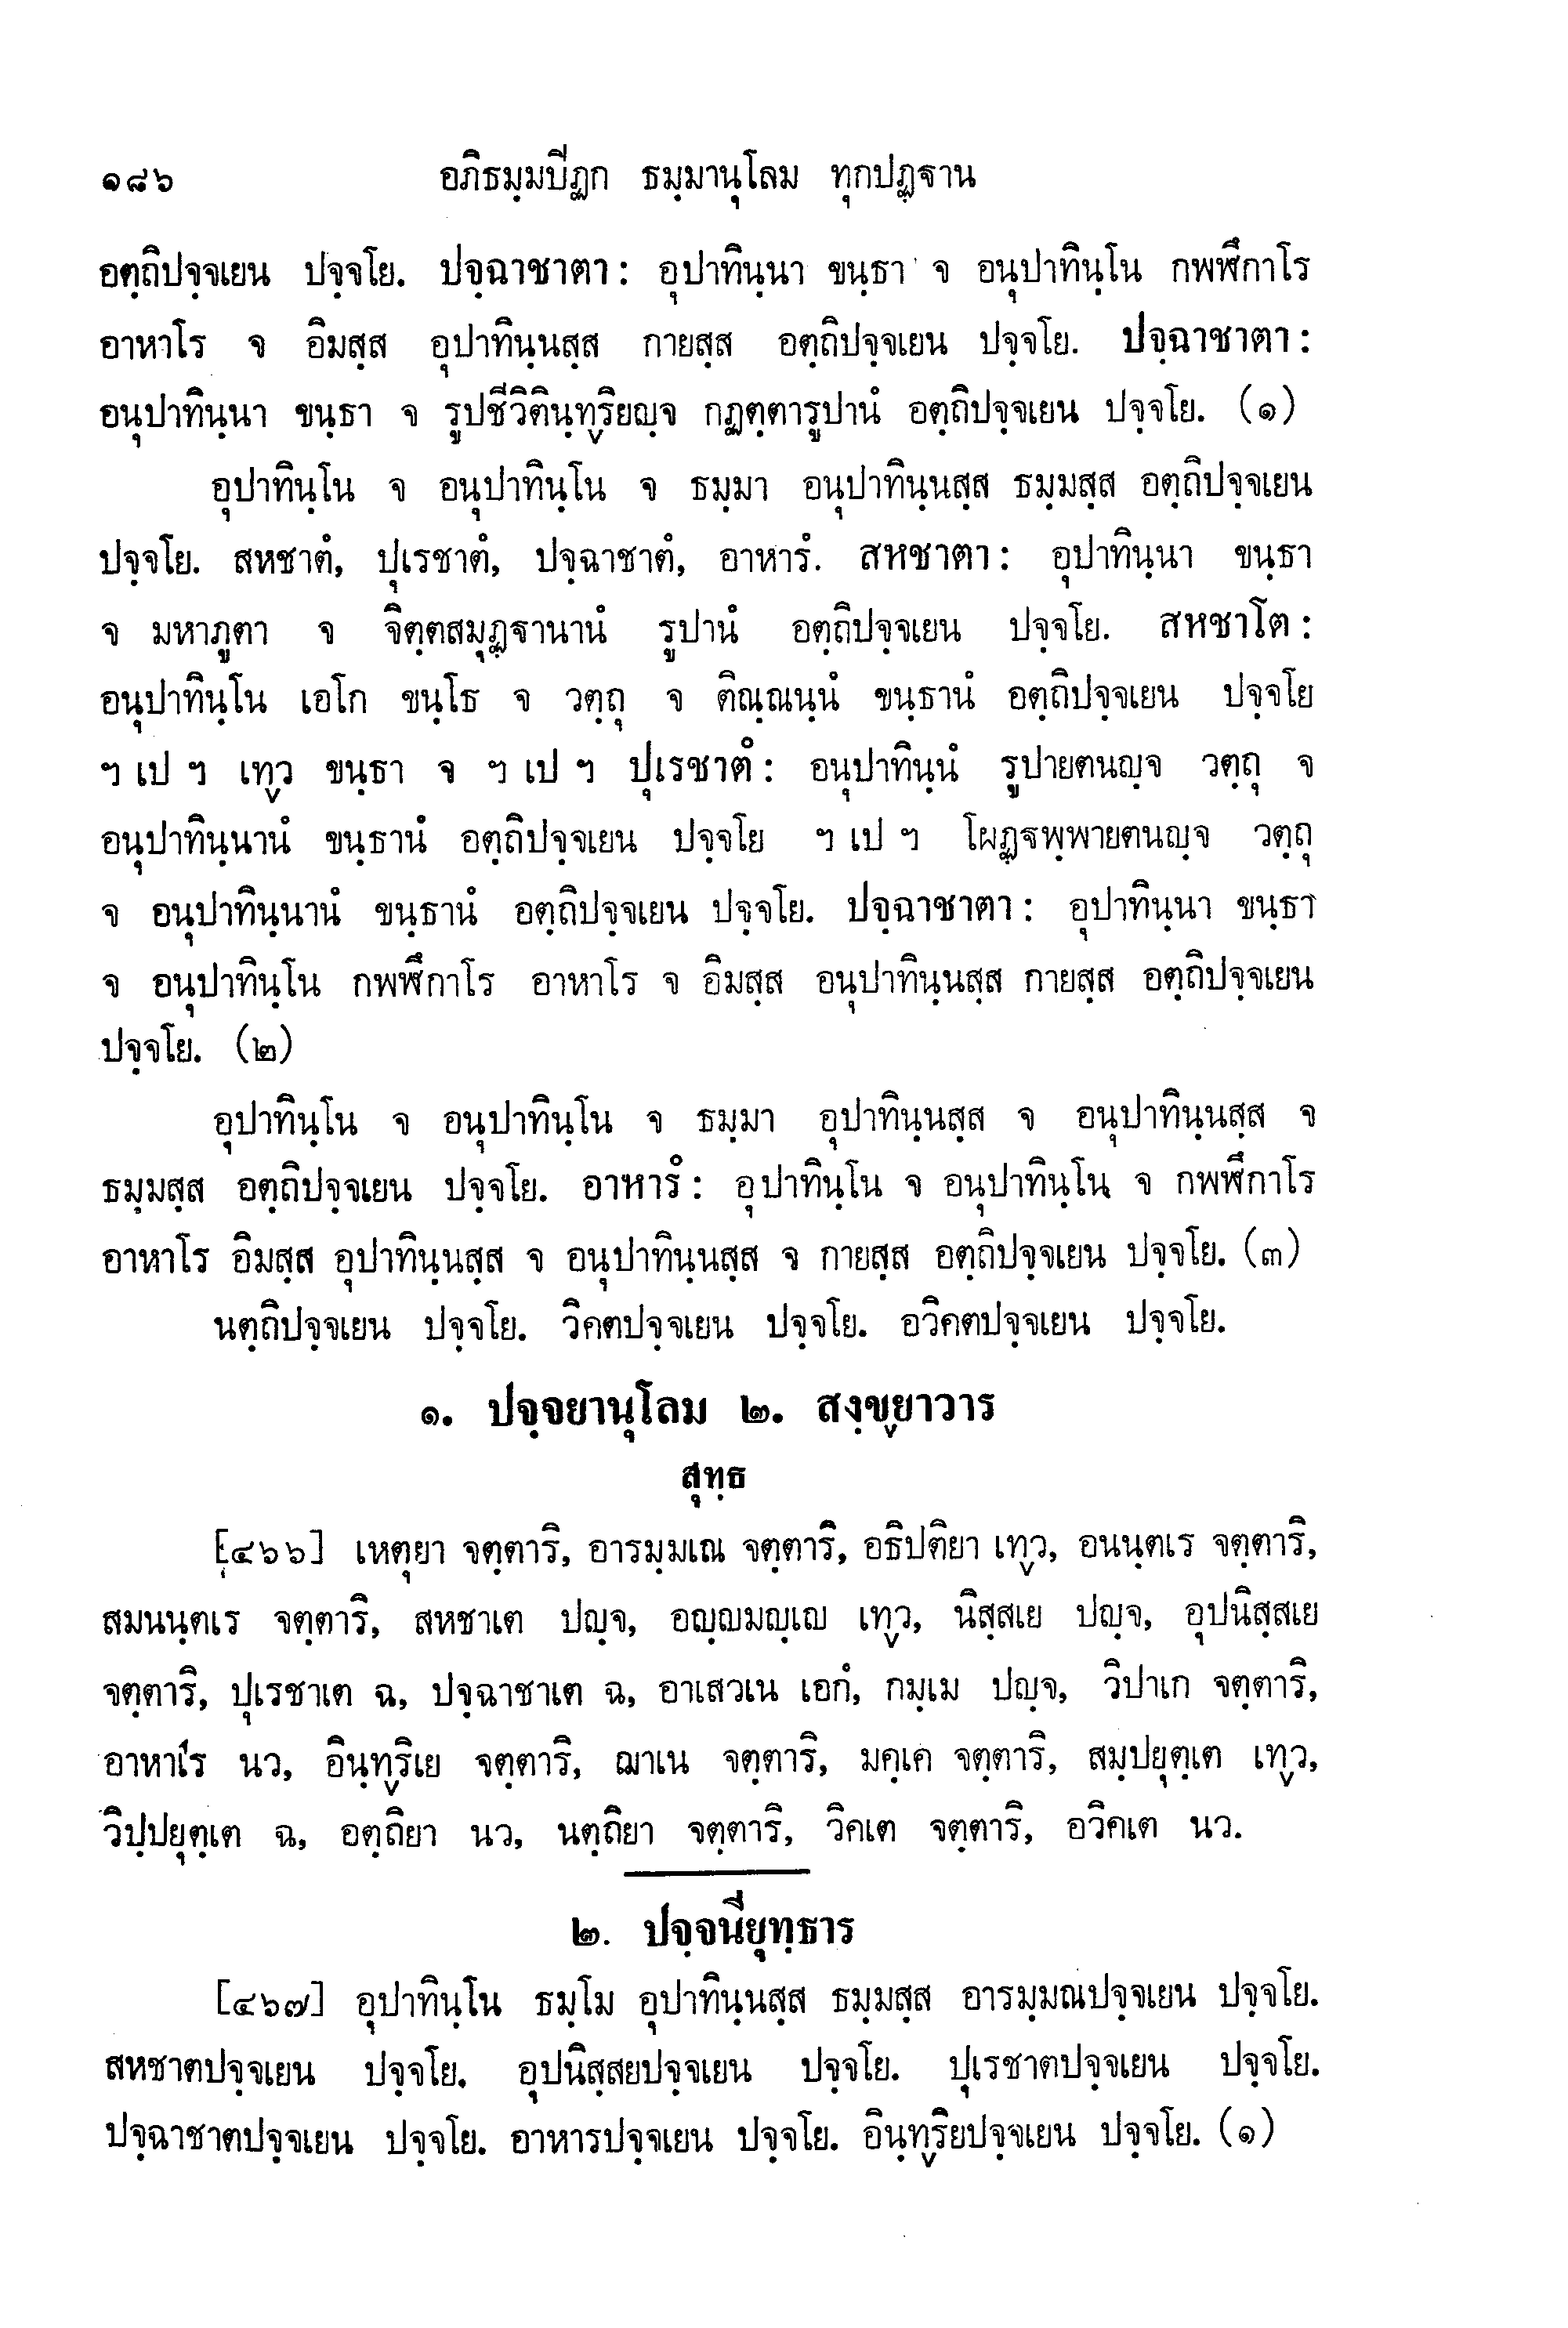 ๑๘๖ อภิธมฺมปีฏก ธมฺมานุโลม ทุกปฏฺฐาน
อตฺถิปจฺจเยน ปจฺจโย. ปจฺฉาชาตา: อุปาทินฺนา ขนฺธา จ อนุปาทินฺโน กพฬีกาโร
อาหาโร จ อิมสฺส อุปาทินฺนสฺส กายสฺส อตฺถิปจฺจเยน ปจฺจโย. ปจฺฉาชาตา:
อนุปาทินฺนา ขนฺธา จ รูปชีวิตินฺทฺริยญฺจ กฏตฺตารูปานํ อตฺถิปจฺจเยน ปจฺจโย. (๑)
อุปาทินฺโน จ อนุปาทินฺโน จ ธมฺมา อนุปาทินฺนสฺส ธมฺมสฺส อตฺถิปจฺจเยน
ปจฺจโย. สหชาตํ, ปุเรชาตํ, ปจฺฉาชาตํ, อาหารํ. สหชาตา: อุปาทินฺนา ขนฺธา
จ มหาภูตา จ จิตฺตสมุฏฺฐานานํ รูปานํ อตฺถิปจฺจเยน ปจฺจโย. สหชาโต:
อนุปาทินฺโน เอโก ขนฺโธ จ วตฺถุ จ ติณฺณนฺนํ ขนฺธานํ อตฺถิปจฺจเยน ปจฺจโย
ฯ เป ฯ เทฺว ขนฺธา จ ฯ เป ฯ ปุเรชาตํ: อนุปาทินฺนํ รูปายตนญฺจ วตฺถุ จ
อนุปาทินฺนานํ ขนฺธานํ อตฺถิปจฺจเยน ปจฺจโย ฯ เป ฯ โผฏฺฐพฺพายตนญฺจ วตฺถุ
จ อนุปาทินฺนานํ ขนฺธานํ อตฺถิปจฺจเยน ปจฺจโย. ปจฺฉาชาตา: อุปาทินฺนา ขนฺธา
จ อนุปาทินฺโน กพฬีกาโร อาหาโร จ อิมสฺส อนุปาทินฺนสฺส กายสฺส อตฺถิปจฺจเยน
ปจฺจโย. (๒)
อุปาทินฺโน จ อนุปาทินฺโน จ ธมฺมา อุปาทินฺนสฺส จ อนุปาทินฺนสฺส จ
ธมฺมสฺส อตฺถิปจฺจเยน ปจฺจโย. อาหารํ: อุปาทินฺโน จ อนุปาทินฺโน จ กพฬีกาโร
อาหาโร อิมสฺส อุปาทินฺนสฺส จ อนุปาทินฺนสฺส จ กายสฺส อตฺถิปจฺจเยน ปจฺจโย. (๓)
นตฺถิปจฺจเยน ปจฺจโย. วิคตปจฺจเยน ปจฺจโย. อวิคตปจฺจเยน ปจฺจโย.
๑. ปจฺจยานุโลม ๒. สงฺขฺยาวาร
สุทฺธ
[๔๖๖] เหตุยา จตฺตาริ, อารมฺมเณ จตฺตาริ, อธิปติยา เทฺว, อนนฺตเร จตฺตาริ,
สมนนฺตเร จตฺตาริ, สหชาเต ปญฺจ, อญฺญมญฺเญ เทฺว, นิสฺสเย ปญฺจ, อุปนิสฺสเย
จตฺตาริ, ปุเรชาเต ฉ, ปจฺฉาชาเต ฉ, อาเสวเน เอกํ, กมฺเม ปญฺจ, วิปาเก จตฺตาริ,
อาหาเร นว, อินฺทฺริเย จตฺตาริ, ฌาเน จตฺตาริ, มคฺเค จตฺตาริ, สมฺปยุตฺเต เทฺว,
วิปฺปยุตฺเต ฉ, อตฺถิยา นว, นตฺถิยา จตฺตาริ, วิคเต จตฺตาริ, อวิคเต นว.
๒. ปจฺจนียุทฺธาร
[๔๖๗] อุปาทินฺโน ธมฺโม อุปาทินฺนสฺส ธมฺมสฺส อารมฺมณปจฺจเยน ปจฺจโย.
สหชาตปจฺจเยน ปจฺจโย. อุปนิสฺสยปจฺจเยน ปจฺจโย. ปุเรชาตปจฺจเยน ปจฺจโย.
ปจฺฉาชาตปจฺจเยน ปจฺจโย. อาหารปจฺจเยน ปจฺจโย. อินฺทฺริยปจฺจเยน ปจฺจโย. (๑)